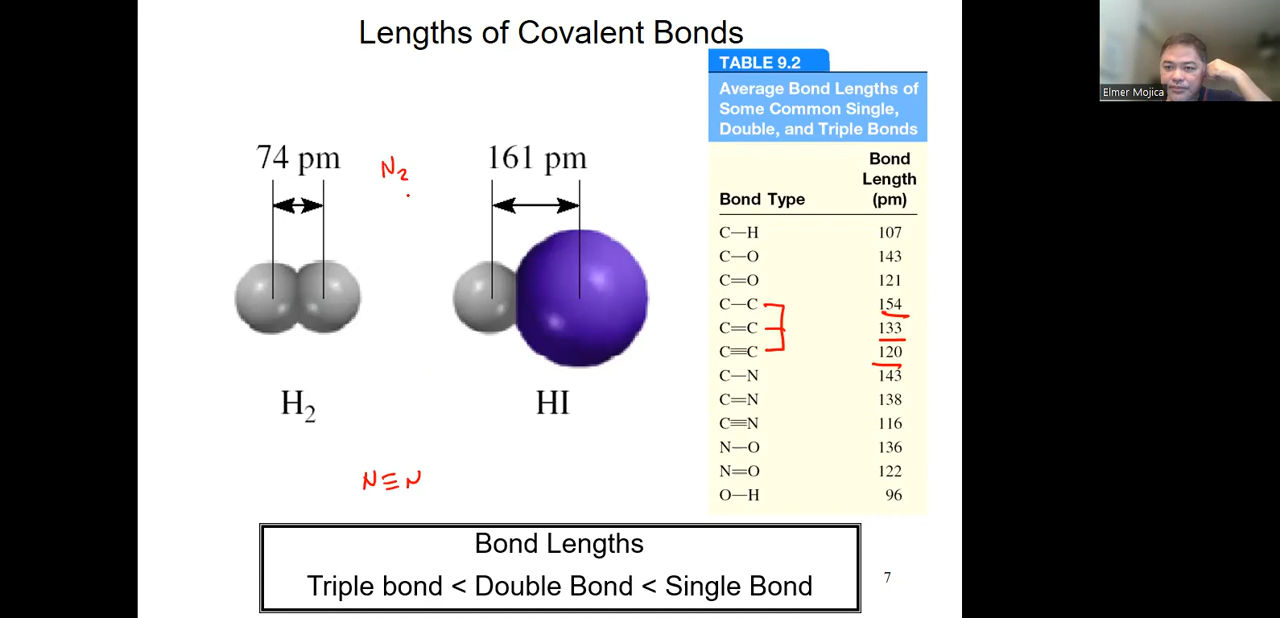 Lengths of Covalent Bonds
Elmer Mojica
TABLE 9.2
Average Bond Lengths of
Some Common Single,
Double, and Triple Bonds
74 pm
N₂
161 pm
Bond
Length
Bond Type (pm)
C—H 107
C—O 143
C=O 121
C—C 154
C=C 133
C≡C 120
C—N 143
C=N 138
C≡N 116
N—O 136
N=O 122
O—H 96
H₂
HI
N≡N
Bond Lengths
Triple bond < Double Bond < Single Bond
7